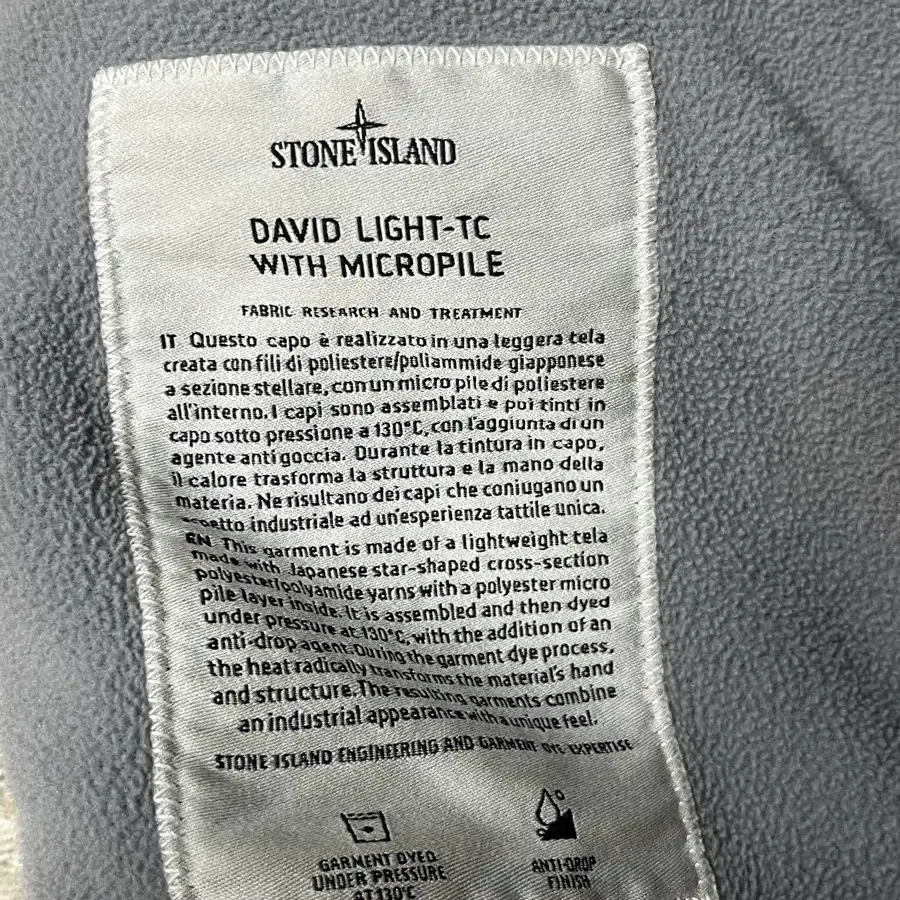 STONE ISLAND
DAVID LIGHT-TC
WITH MICROPILE
FABRIC RESEARCH AND TREATMENT
IT Questo capo è realizzato in una leggera tela
creata con fili di poliestere/poliammide giapponese
a sezione stellare, con un micro pile di poliestere
all'interno. I capi sono assemblati e poi tinti in
capo sotto pressione a 130°C, con l'aggiunta di un
agente anti goccia. Durante la tintura in capo,
il calore trasforma la struttura e la mano della
materia. Ne risultano dei capi che coniugano un
industriale ad un'esperienza tattile unica.
EN This garment is made of a lightweight tela
made with Japanese star-shaped cross-section
polyester/polyamide yarns with a polyester micro
pile layer inside. It is assembled and then dyed
under pressure at 130°C, with the addition of an
anti-drop agent. During the garment dye process,
the heat radically transforms the material's hand
and structure. The resulting garments combine
an industrial appearance with a unique feel.
STONE ISLAND ENGINEERING AND GARMENT DYE EXPERTISE
GARMENT DYED
UNDER PRESSURE
AT 130°C
ANTI-DROP
FINISH